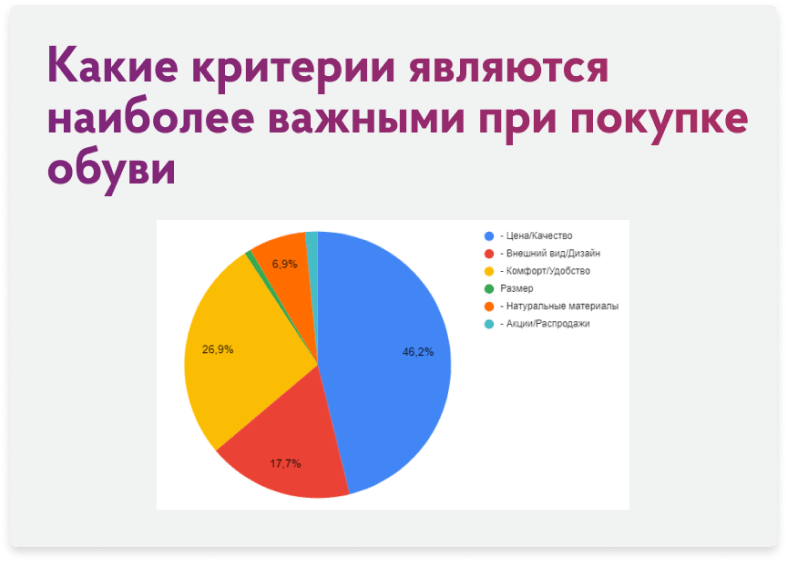 Какие критерии являются
наиболее важными при покупке
обуви
6,9%
26,9%
46,2%
17,7%
- Цена/Качество
- Внешний вид/Дизайн
- Комфорт/Удобство
Размер
- Натуральные материалы
- Акции/Распродажи